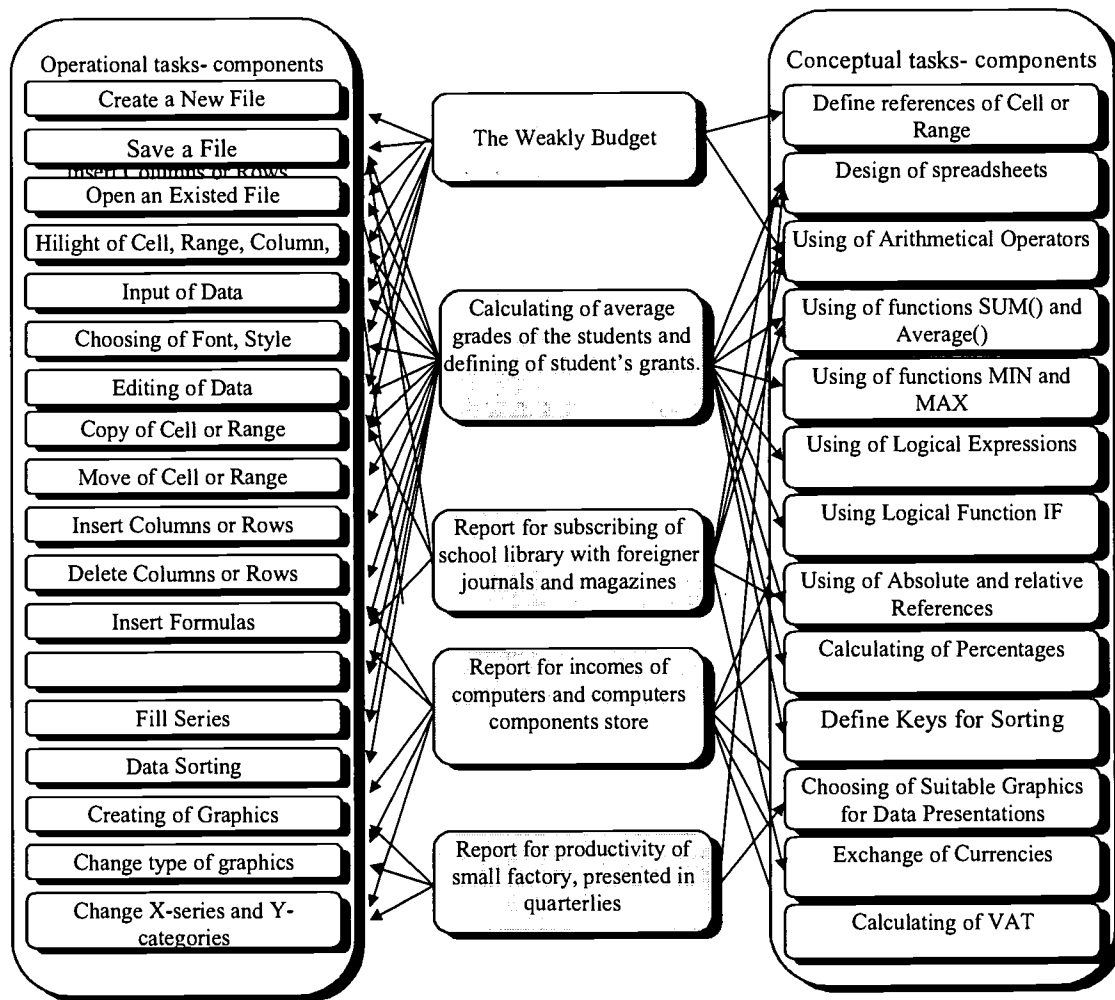 Operational tasks- components
Create a New File
Save a File
Insert Columns or Rows
Open an Existed File
Hilight of Cell, Range, Column,
Input of Data
Choosing of Font, Style
Editing of Data
Copy of Cell or Range
Move of Cell or Range
Insert Columns or Rows
Delete Columns or Rows
Insert Formulas
Fill Series
Data Sorting
Creating of Graphics
Change type of graphics
Change X-series and Y-
categories
The Weakly Budget
Calculating of average
grades of the students and
defining of student's grants.
Report for subscribing of
school library with foreigner
journals and magazines
Report for incomes of
computers and computers
components store
Report for productivity of
small factory, presented in
quarterlies
Conceptual tasks- components
Define references of Cell or
Range
Design of spreadsheets
Using of Arithmetical Operators
Using of functions SUM() and
Average()
Using of functions MIN and
MAX
Using of Logical Expressions
Using Logical Function IF
Using of Absolute and relative
References
Calculating of Percentages
Define Keys for Sorting
Choosing of Suitable Graphics
for Data Presentations
Exchange of Currencies
Calculating of VAT